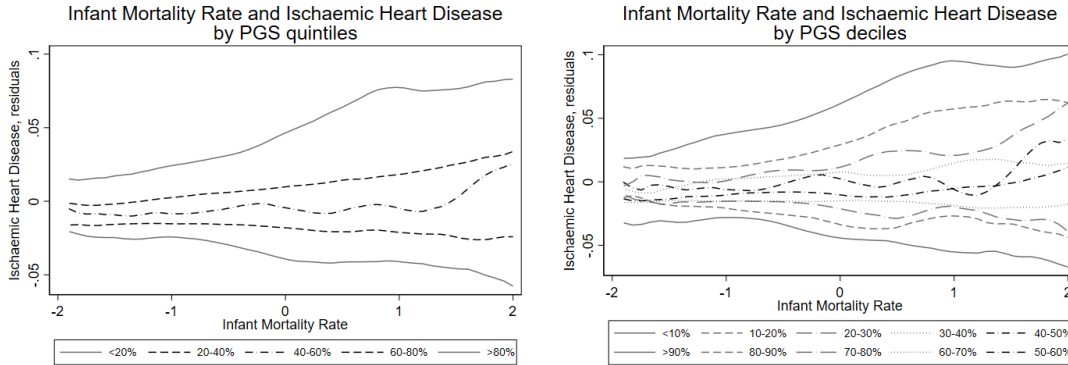 Infant Mortality Rate and Ischaemic Heart Disease
by PGS quintiles
Ischaemic Heart Disease, residuals
.1
.05
0
-.05
-2
-1
0
1
2
Infant Mortality Rate
<20%
20-40%
40-60%
60-80%
>80%
Infant Mortality Rate and Ischaemic Heart Disease
by PGS deciles
Ischaemic Heart Disease, residuals
.1
.05
0
-.05
-2
-1
0
1
2
Infant Mortality Rate
<10% 10-20% 20-30% 30-40% 40-50%
>90% 80-90% 70-80% 60-70% 50-60%